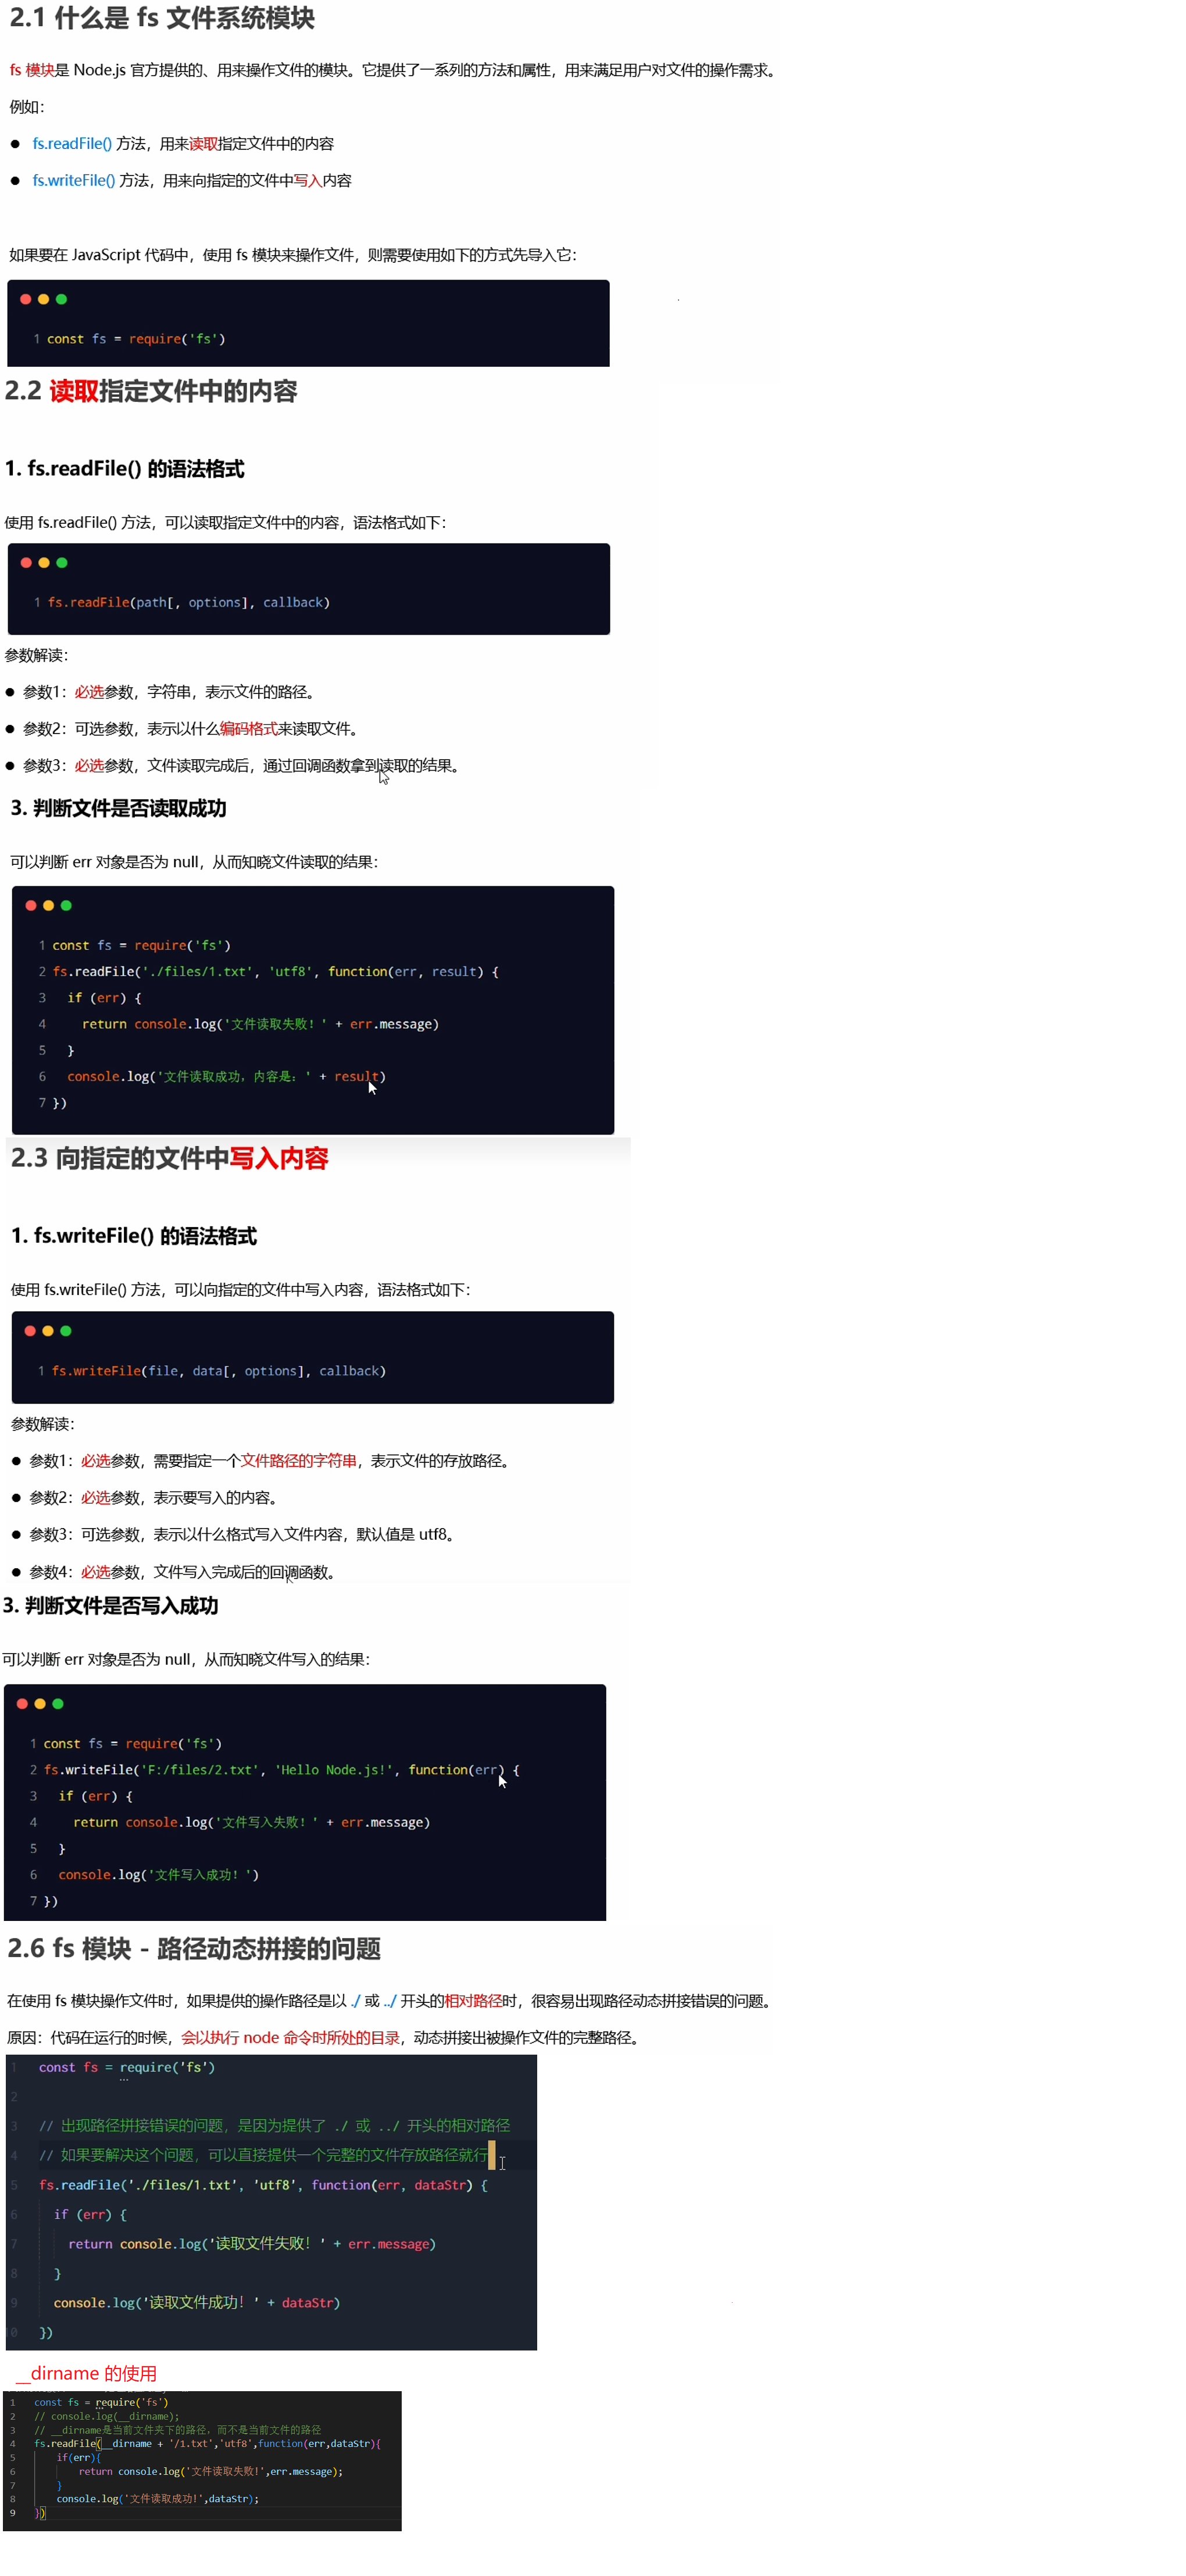 2.1 什么是 fs 文件系统模块
fs 模块是 Node.js 官方提供的、用来操作文件的模块。它提供了一系列的方法和属性，用来满足用户对文件的操作需求。
例如：
● fs.readFile() 方法，用来读取指定文件中的内容
● fs.writeFile() 方法，用来向指定的文件中写入内容
如果要在 JavaScript 代码中，使用 fs 模块来操作文件，则需要使用如下的方式先导入它：
1 const fs = require('fs')
2.2 读取指定文件中的内容
1. fs.readFile() 的语法格式
使用 fs.readFile() 方法，可以读取指定文件中的内容，语法格式如下：
1 fs.readFile(path[, options], callback)
参数解读：
● 参数1：必选参数，字符串，表示文件的路径。
● 参数2：可选参数，表示以什么编码格式来读取文件。
● 参数3：必选参数，文件读取完成后，通过回调函数拿到读取的结果。
3. 判断文件是否读取成功
可以判断 err 对象是否为 null，从而知晓文件读取的结果：
1 const fs = require('fs')
2 fs.readFile('./files/1.txt', 'utf8', function(err, result) {
3 if (err) {
4 return console.log('文件读取失败！' + err.message)
5 }
6 console.log('文件读取成功，内容是：' + result)
7 })
2.3 向指定的文件中写入内容
1. fs.writeFile() 的语法格式
使用 fs.writeFile() 方法，可以向指定的文件中写入内容，语法格式如下：
1 fs.writeFile(file, data[, options], callback)
参数解读：
● 参数1：必选参数，需要指定一个文件路径的字符串，表示文件的存放路径。
● 参数2：必选参数，表示要写入的内容。
● 参数3：可选参数，表示以什么格式写入文件内容，默认值是 utf8。
● 参数4：必选参数，文件写入完成后的回调函数。
3. 判断文件是否写入成功
可以判断 err 对象是否为 null，从而知晓文件写入的结果：
1 const fs = require('fs')
2 fs.writeFile('F:/files/2.txt', 'Hello Node.js!', function(err) {
3 if (err) {
4 return console.log('文件写入失败！' + err.message)
5 }
6 console.log('文件写入成功！')
7 })
2.6 fs 模块 - 路径动态拼接的问题
在使用 fs 模块操作文件时，如果提供的操作路径是以 ./ 或 ../ 开头的相对路径时，很容易出现路径动态拼接错误的问题。
原因：代码在运行的时候，会以执行 node 命令时所处的目录，动态拼接出被操作文件的完整路径。
1 const fs = require('fs')
2
3 // 出现路径拼接错误的问题，是因为提供了 ./ 或 ../ 开头的相对路径
4 // 如果要解决这个问题，可以直接提供一个完整的文件存放路径就行
5 fs.readFile('./files/1.txt', 'utf8', function(err, dataStr) {
6 if (err) {
7 return console.log('读取文件失败！' + err.message)
8 }
9 console.log('读取文件成功！' + dataStr)
10 })
__dirname 的使用
1 const fs = require('fs')
2 // console.log(__dirname);
3 // __dirname是当前文件夹下的路径，而不是当前文件的路径
4 fs.readFile(__dirname + '/1.txt','utf8',function(err,dataStr){
5 if(err){
6 return console.log('文件读取失败!',err.message);
7 }
8 console.log('文件读取成功!',dataStr);
9 })